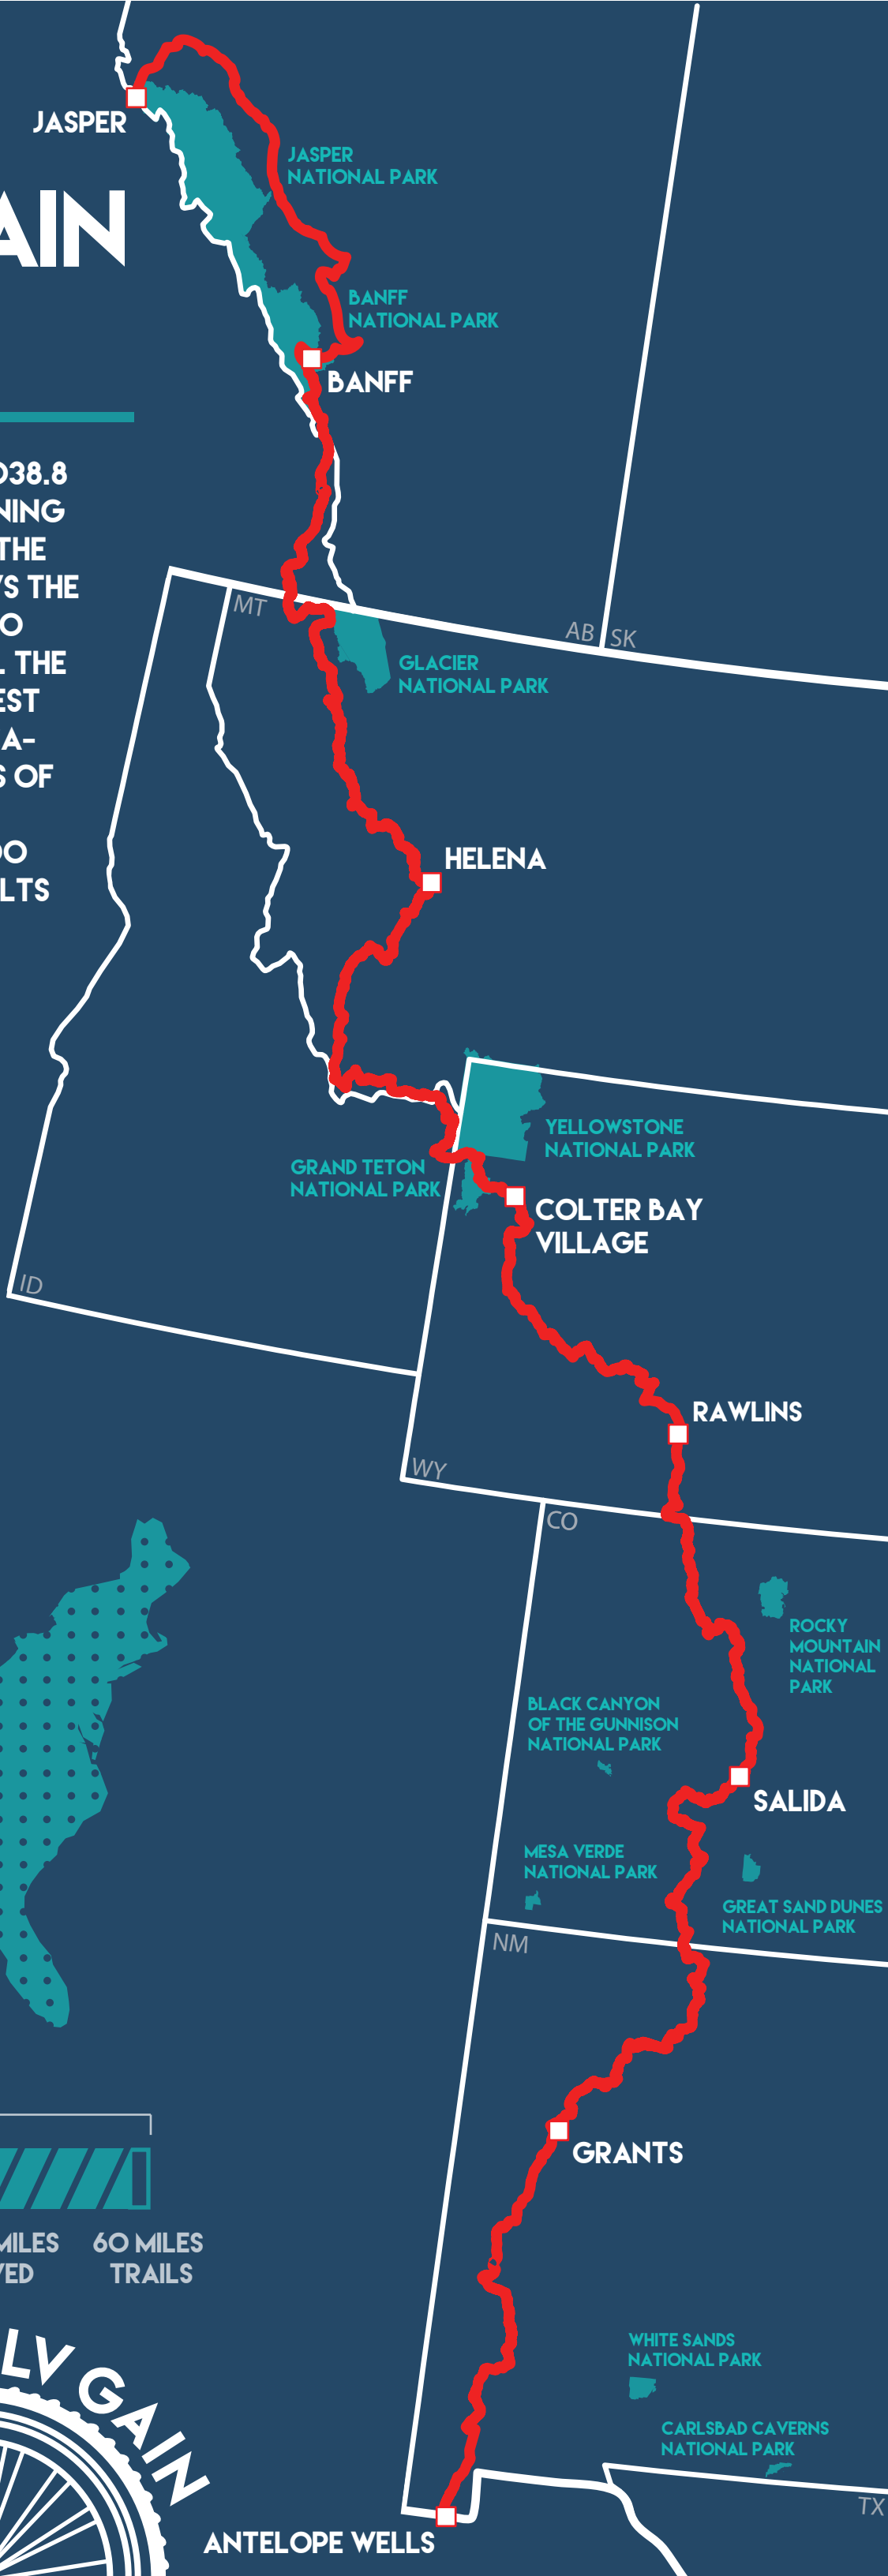 JASPER
JASPER
NATIONAL PARK
AIN
BANFF
NATIONAL PARK
BANFF
038.8
NING
THE
'S THE
O
THE
EST
A-
S OF
OO
LTS
MT
AB SK
GLACIER
NATIONAL PARK
HELENA
YELLOWSTONE
NATIONAL PARK
GRAND TETON
NATIONAL PARK
COLTER BAY
VILLAGE
ID
RAWLINS
WY
CO
ROCKY
MOUNTAIN
NATIONAL
PARK
BLACK CANYON
OF THE GUNNISON
NATIONAL PARK
SALIDA
MESA VERDE
NATIONAL PARK
GREAT SAND DUNES
NATIONAL PARK
NM
GRANTS
MILES
VED
60 MILES
TRAILS
LV GAIN
WHITE SANDS
NATIONAL PARK
CARLSBAD CAVERNS
NATIONAL PARK
TX
ANTELOPE WELLS